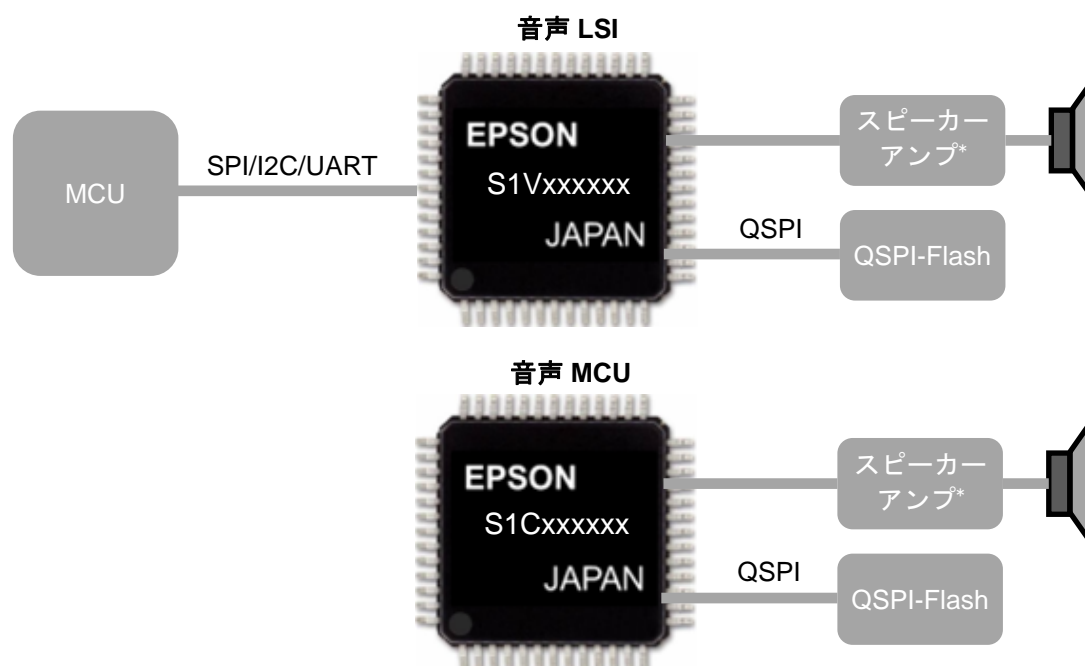 音声 LSI
EPSON
S1Vxxxxxx
JAPAN
MCU
SPI/I2C/UART
スピーカー
アンプ*
QSPI
QSPI-Flash
音声 MCU
EPSON
S1Cxxxxxx
JAPAN
スピーカー
アンプ*
QSPI
QSPI-Flash